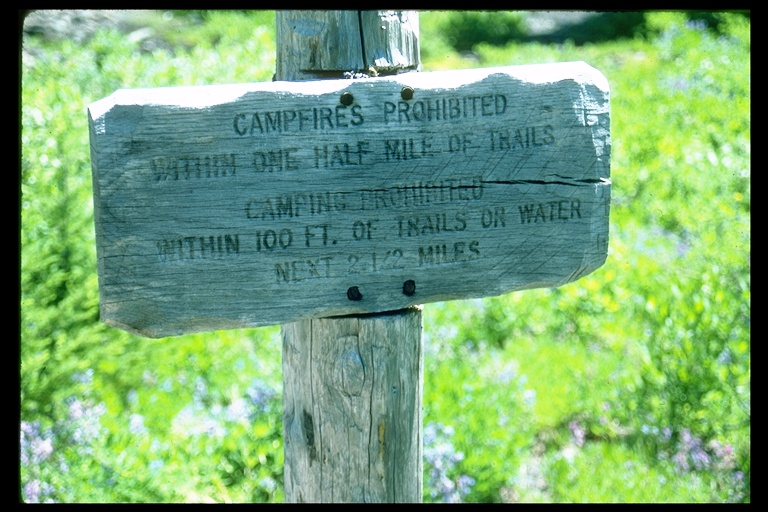 CAMPFIRES PROHIBITED
WITHIN ONE HALF MILE OF TRAILS
CAMPING PROHIBITED
WITHIN 100 FT. OF TRAILS OR WATER
NEXT 2 1/2 MILES